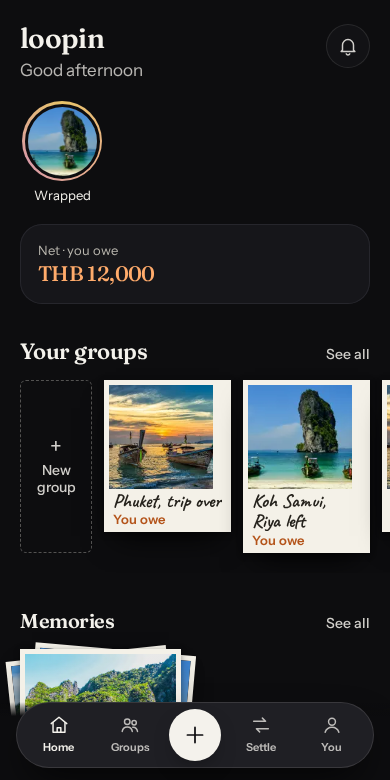 loopin
Good afternoon
Wrapped
Net · you owe
THB 12,000
Your groups
See all
+
New
group
Phuket, trip over
You owe
Koh Samui,
Riya left
You owe
Memories
See all
Home
Groups
+
Settle
You